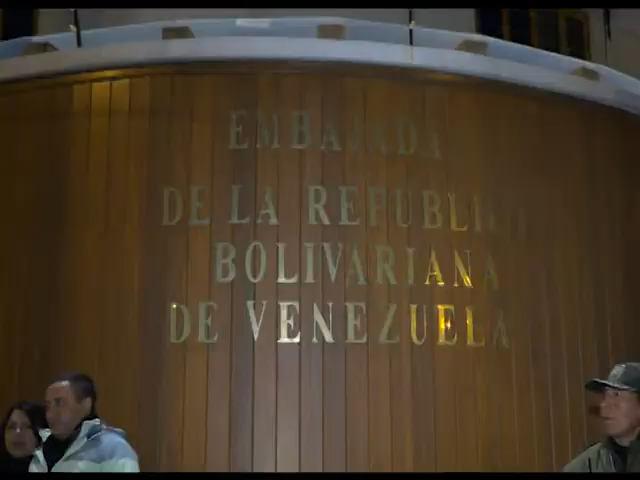 EMBAJADA
DE LA REPUBLICA
BOLIVARIANA
DE VENEZUELA